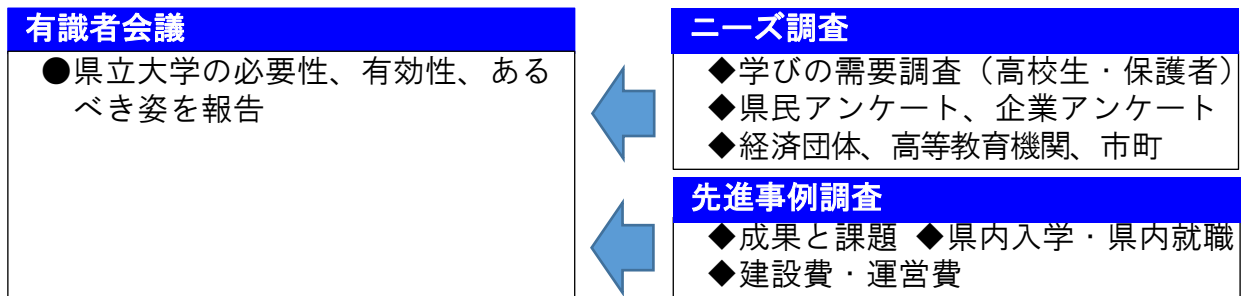 有識者会議
●県立大学の必要性、有効性、ある
べき姿を報告
ニーズ調査
◆学びの需要調査（高校生・保護者）
◆県民アンケート、企業アンケート
◆経済団体、高等教育機関、市町
先進事例調査
◆成果と課題 ◆県内入学・県内就職
◆建設費・運営費